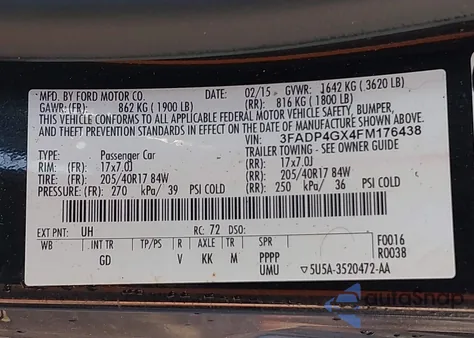 MFD. BY FORD MOTOR CO. DATE: 02/15 GVWR: 1642 KG ( 3620 LB)
GAWR:(FR): 862 KG ( 1900 LB) (RR): 816 KG ( 1800 LB)
THIS VEHICLE CONFORMS TO ALL APPLICABLE FEDERAL MOTOR VEHICLE SAFETY, BUMPER,
AND THEFT PREVENTION STANDARDS IN EFFECT ON THE DATE OF MANUFACTURE SHOWN ABOVE.
VIN: 3FADP4GX4FM176438
TYPE: Passenger Car TRAILER TOWING - SEE OWNER GUIDE
RIM: (FR): 17x7.0J (RR): 17x7.0J
TIRE: (FR): 205/40R17 84W (RR): 205/40R17 84W
PRESSURE: (FR): 270 kPa/ 39 PSI COLD (RR): 250 kPa/ 36 PSI COLD
EXT PNT: UH RC: 72 DSO: F0016
WB INT TR TP/PS R AXLE TR SPR R0038
GD V KK M PPPP
UMU 5U5A-3520472-AA
autoSnap